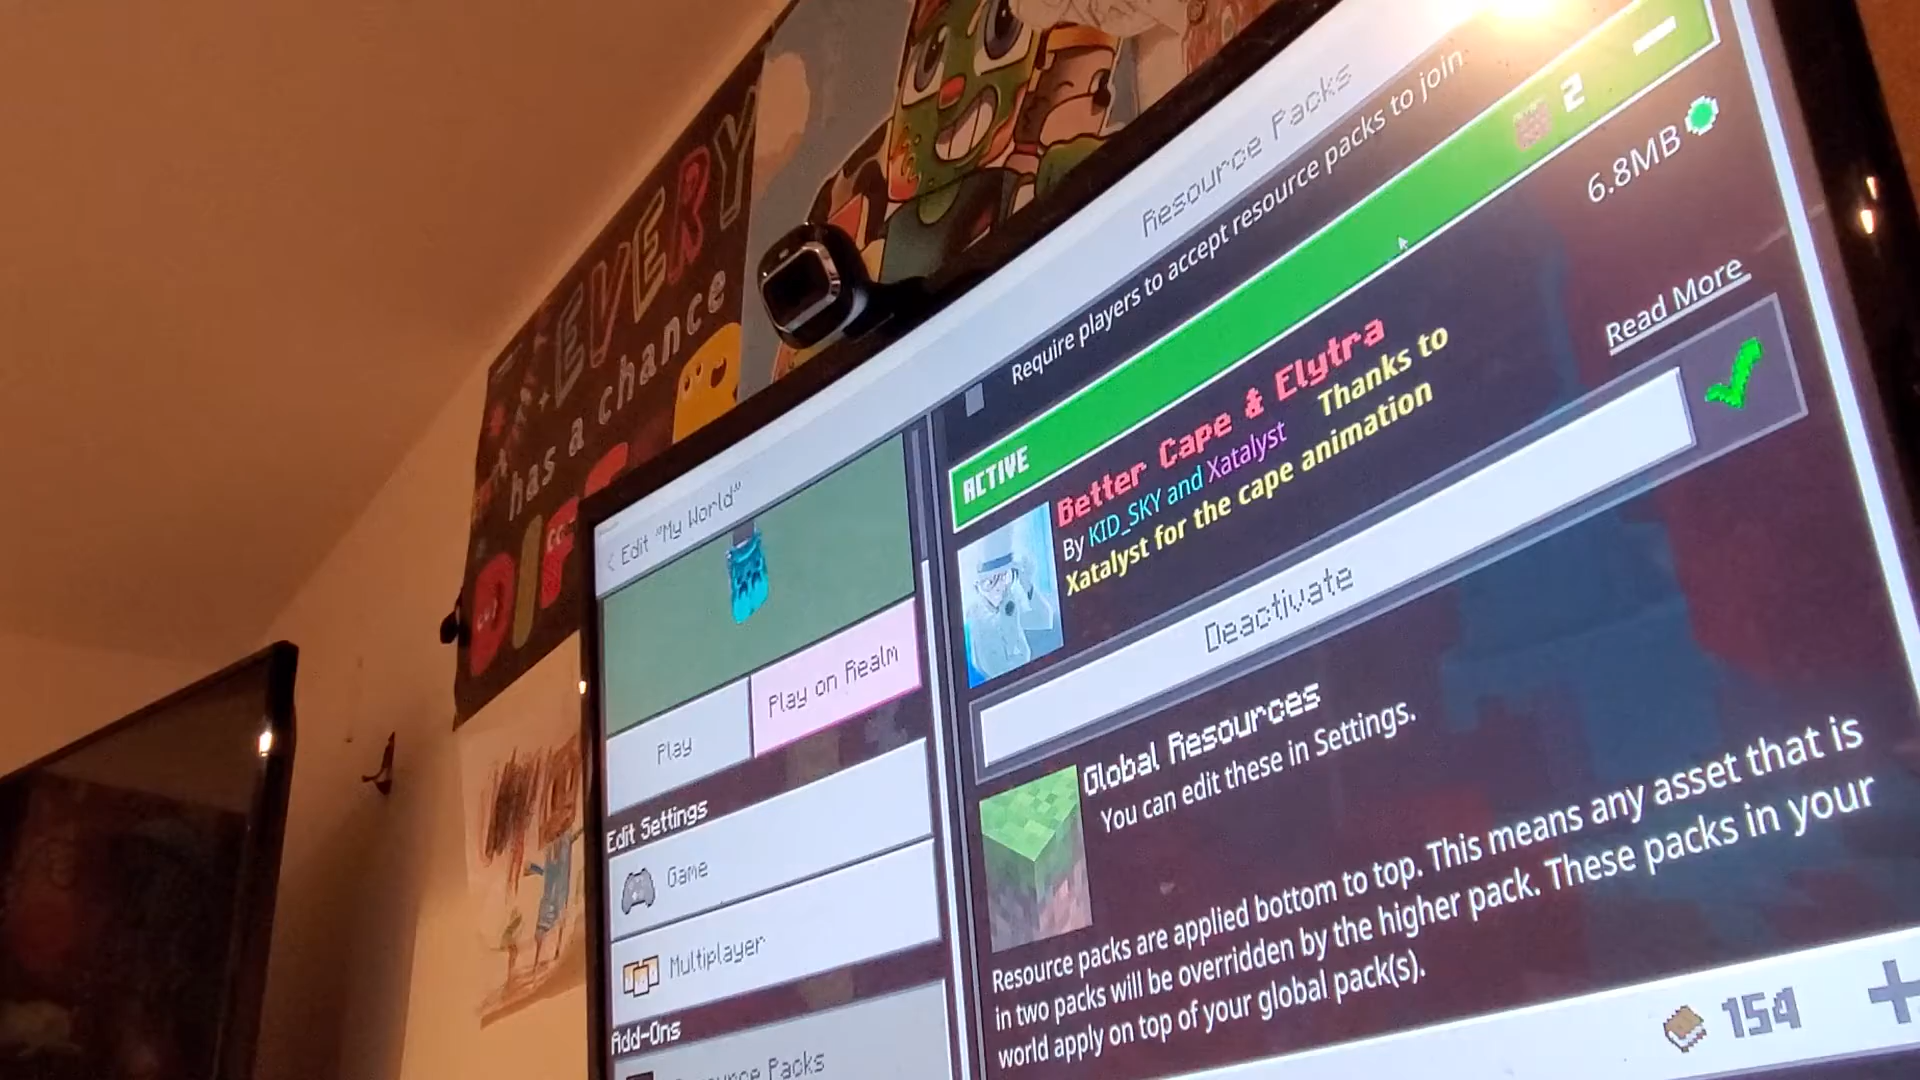 EVERY
has a chance
Resource Packs
Require players to accept resource packs to join
2
6.8MB
ACTIVE
Better Cape & Elytra
By KID_SKY and Xatalyst Thanks to
Xatalyst for the cape animation
Read More
Deactivate
Global Resources
You can edit these in Settings.
Resource packs are applied bottom to top. This means any asset that is
in two packs will be overridden by the higher pack. These packs in your
world apply on top of your global pack(s).
154
Edit "My World"
Play
Play on Realm
Edit Settings
Game
Multiplayer
Add-Ons
Resource Packs